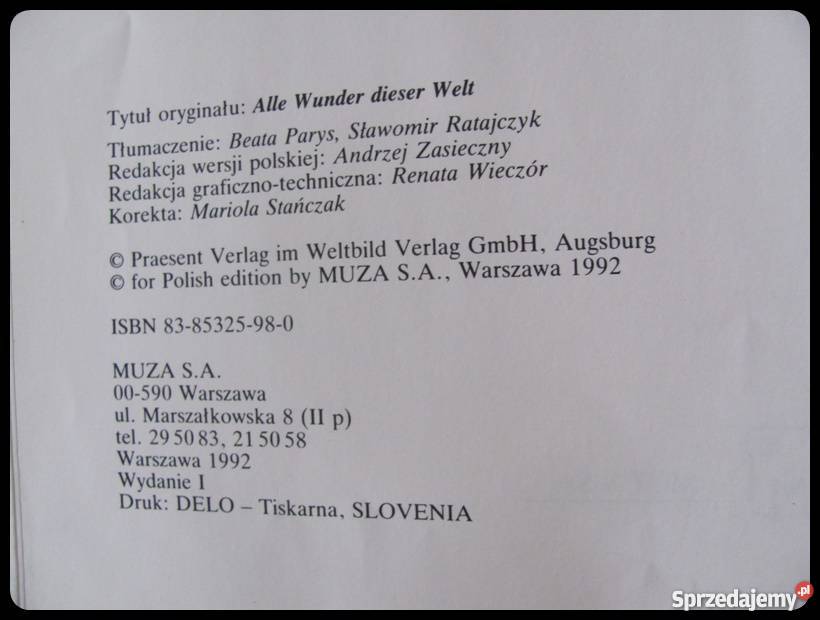 Tytuł oryginału: Alle Wunder dieser Welt
Tłumaczenie: Beata Parys, Sławomir Ratajczyk
Redakcja wersji polskiej: Andrzej Zasieczny
Redakcja graficzno-techniczna: Renata Wieczór
Korekta: Mariola Stańczak
© Praesent Verlag im Weltbild Verlag GmbH, Augsburg
© for Polish edition by MUZA S.A., Warszawa 1992
ISBN 83-85325-98-0
MUZA S.A.
00-590 Warszawa
ul. Marszałkowska 8 (II p)
tel. 29 50 83, 21 50 58
Warszawa 1992
Wydanie I
Druk: DELO – Tiskarna, SLOVENIA
Sprzedajemy.pl